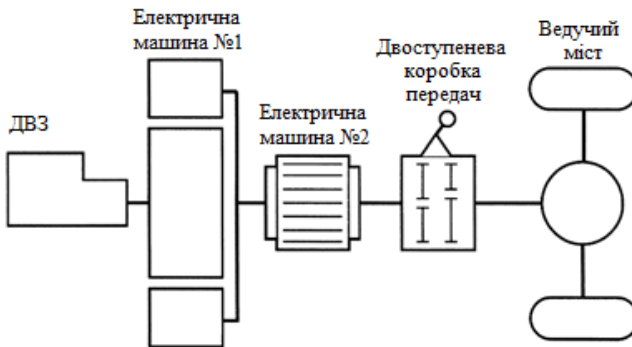 Електрична
машина №1
Двоступенева
коробка
передач
Ведучий
міст
Електрична
машина №2
ДВЗ